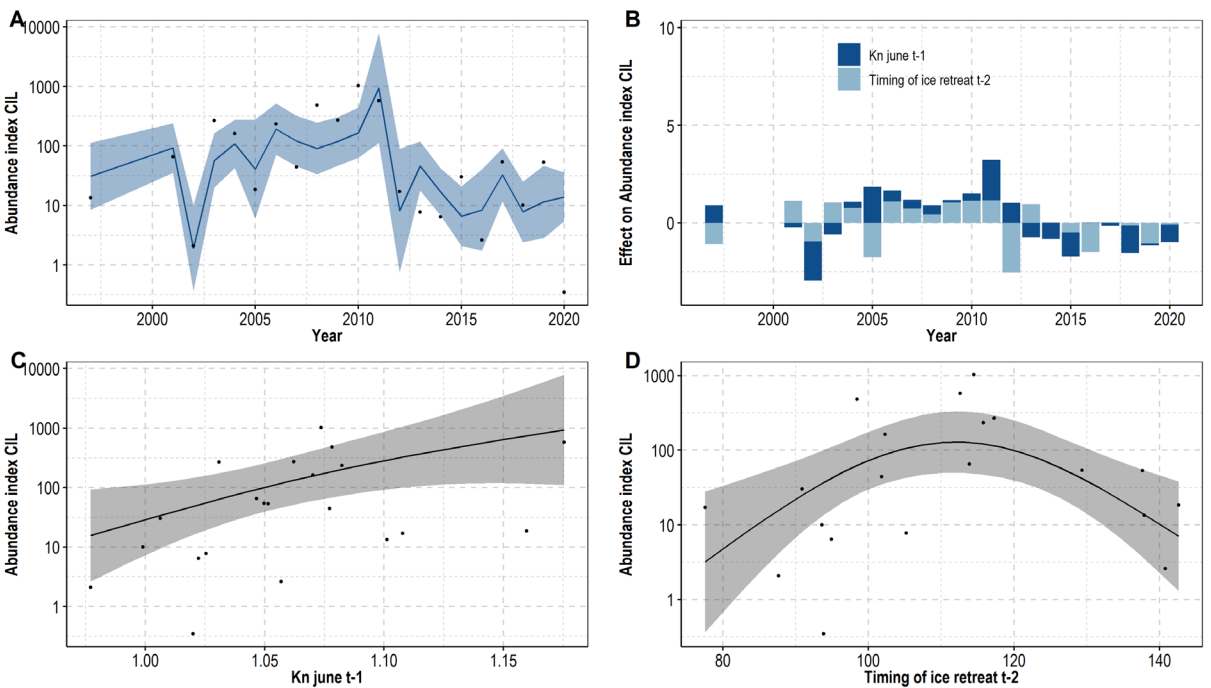 A
10000
1000
100
10
1
Abundance index CIL
2000 2005 2010 2015 2020
Year
B
10
5
0
Effect on Abundance index CIL
Kn june t-1
Timing of ice retreat t-2
2000 2005 2010 2015 2020
Year
C
10000
1000
100
10
1
Abundance index CIL
1.00 1.05 1.10 1.15
Kn june t-1
D
1000
100
10
1
Abundance index CIL
80 100 120 140
Timing of ice retreat t-2